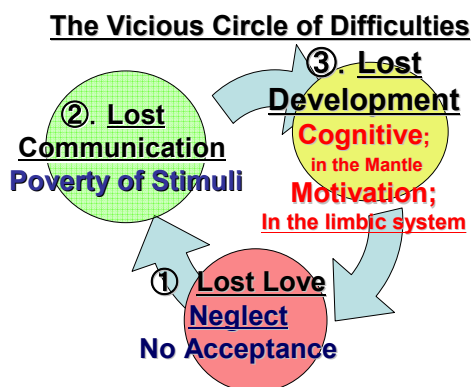 The Vicious Circle of Difficulties
① Lost Love
Neglect
No Acceptance
②. Lost
Communication
Poverty of Stimuli
③. Lost
Development
Cognitive;
in the Mantle
Motivation;
In the limbic system